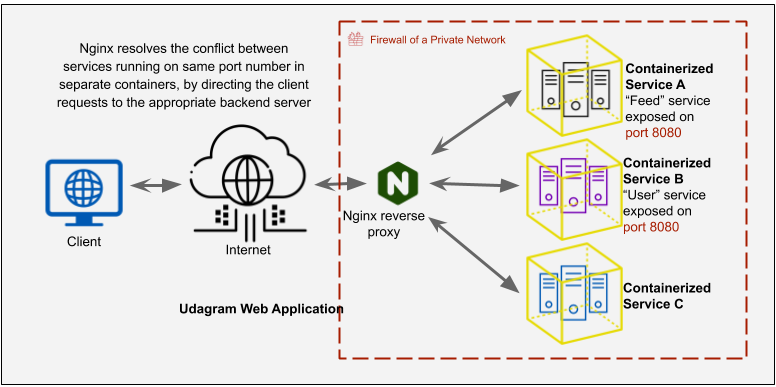 Nginx resolves the conflict between
services running on same port number in
separate containers, by directing the client
requests to the appropriate backend server
Firewall of a Private Network
Containerized
Service A
“Feed” service
exposed on
port 8080
Client
Internet
N
Nginx reverse
proxy
Containerized
Service B
“User” service
exposed on
port 8080
Containerized
Service C
Udagram Web Application